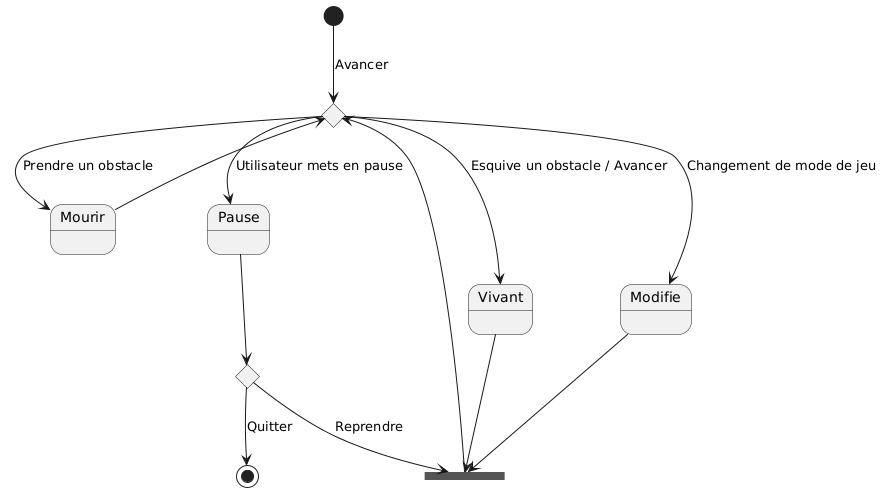 Avancer
Prendre un obstacle
Utilisateur mets en pause
Esquive un obstacle / Avancer
Changement de mode de jeu
Mourir
Pause
Vivant
Modifie
Quitter
Reprendre